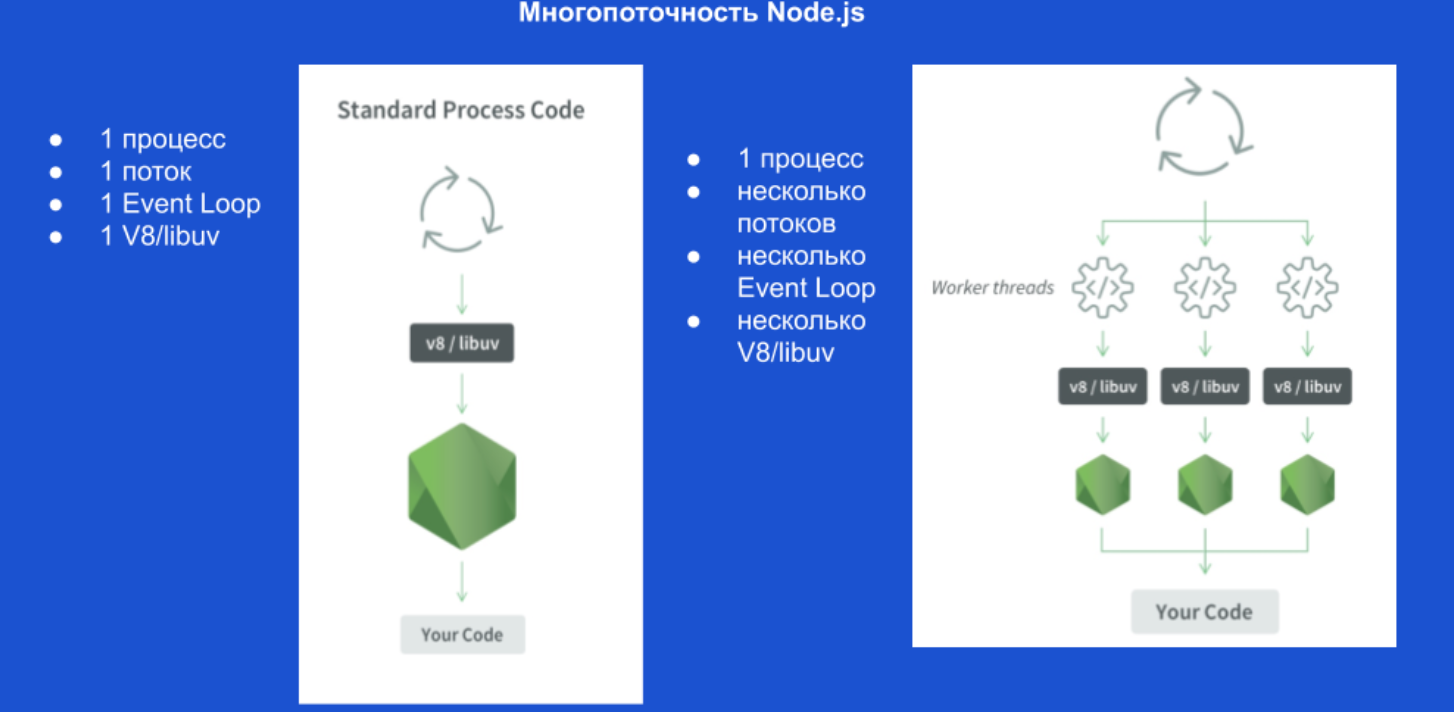 Многопоточность Node.js
● 1 процесс
● 1 поток
● 1 Event Loop
● 1 V8/libuv
Standard Process Code
v8 / libuv
Your Code
● 1 процесс
● несколько
потоков
● несколько
Event Loop
● несколько
V8/libuv
Worker threads
</> </> </>
v8 / libuv v8 / libuv v8 / libuv
Your Code